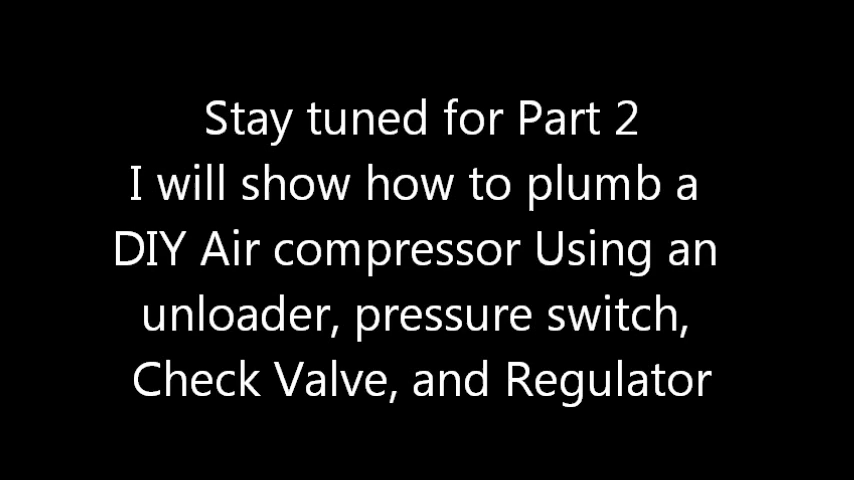 Stay tuned for Part 2
I will show how to plumb a
DIY Air compressor Using an
unloader, pressure switch,
Check Valve, and Regulator